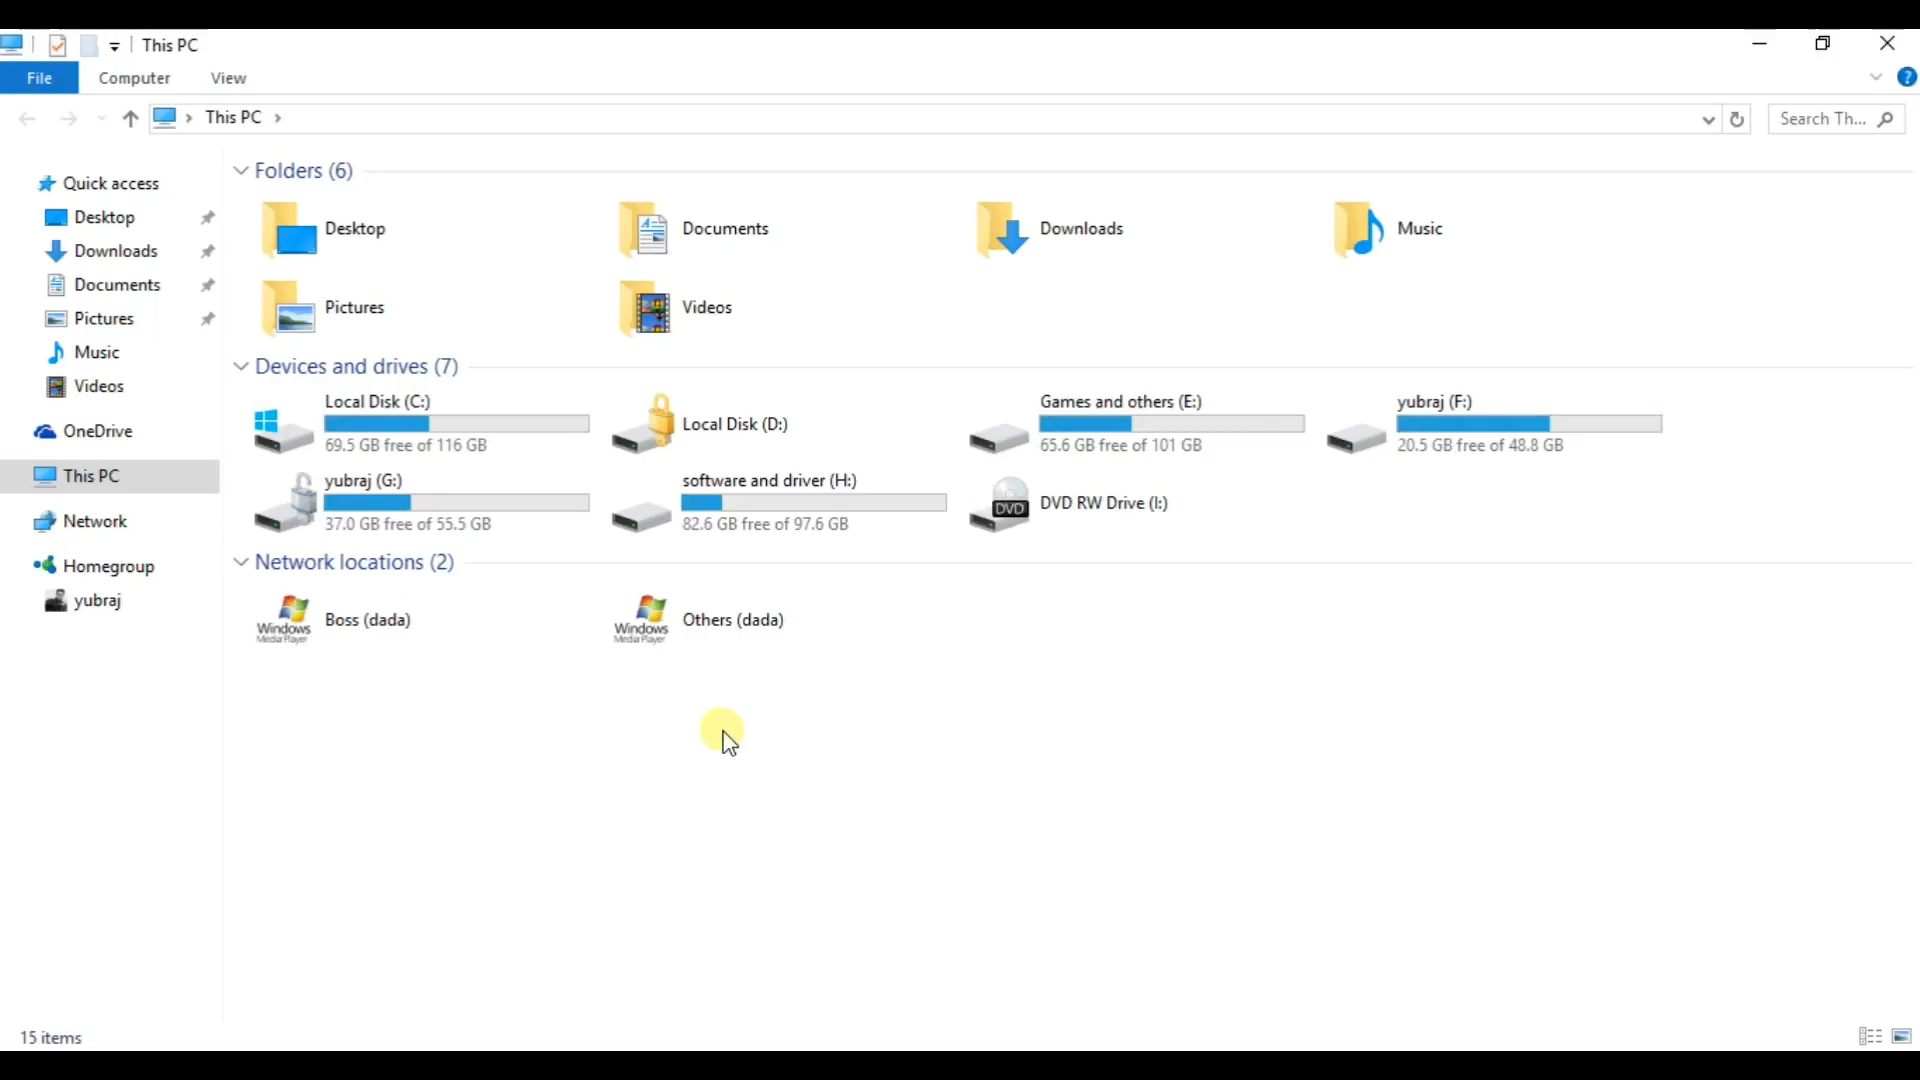 This PC
File Computer View
This PC
Search Th...
Quick access
Desktop
Downloads
Documents
Pictures
Music
Videos
OneDrive
This PC
Network
Homegroup
yubraj
Folders (6)
Desktop Documents Downloads Music
Pictures Videos
Devices and drives (7)
Local Disk (C:)
69.5 GB free of 116 GB
Local Disk (D:)
Games and others (E:)
65.6 GB free of 101 GB
yubraj (F:)
20.5 GB free of 48.8 GB
yubraj (G:)
37.0 GB free of 55.5 GB
software and driver (H:)
82.6 GB free of 97.6 GB
DVD
DVD RW Drive (I:)
Network locations (2)
Windows
Media Player
Boss (dada)
Windows
Media Player
Others (dada)
15 items